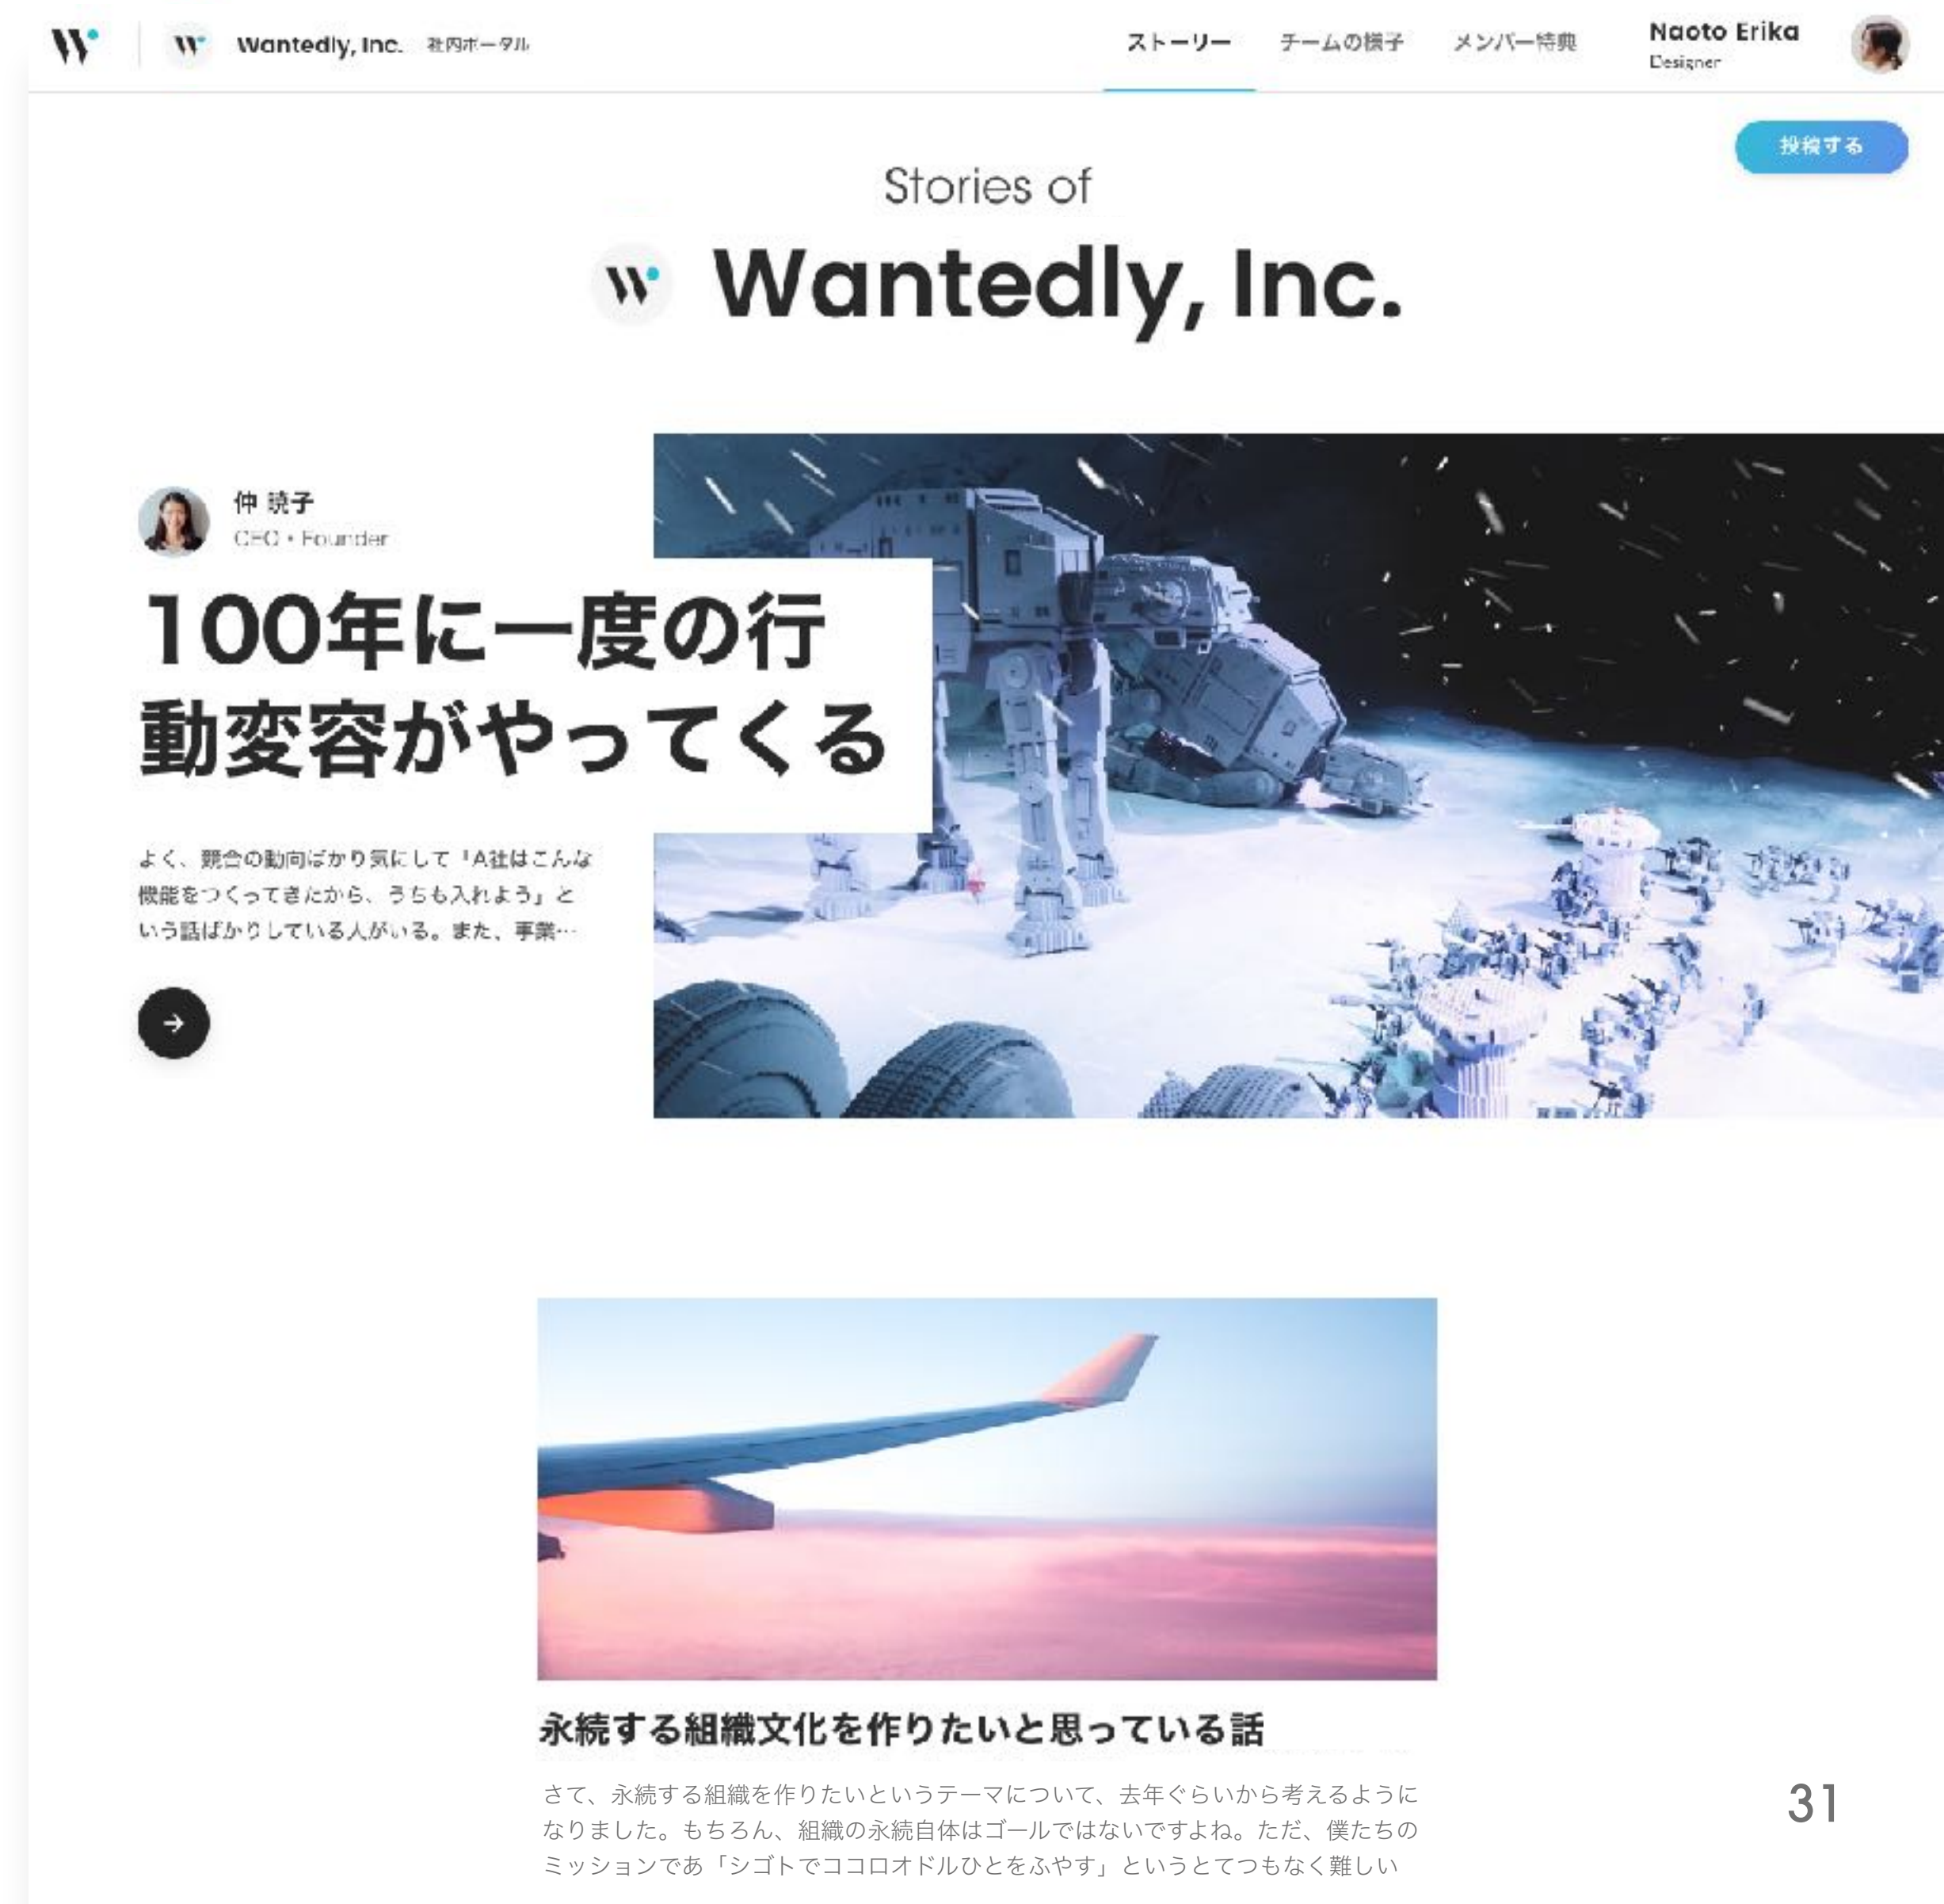 Wantedly, Inc. 社内ポータル
ストーリー チームの様子 メンバー特典
Naoto Erika
Designer
投稿する
Stories of
Wantedly, Inc.
仲 暁子
CEO • Founder
100年に一度の行
動変容がやってくる
よく、競合の動向ばかり気にして「A社はこんな
機能をつくってきたから、うちも入れよう」と
いう話ばかりしている人がいる。また、事業…
永続する組織文化を作りたいと思っている話
さて、永続する組織を作りたいというテーマについて、去年ぐらいから考えるように
なりました。もちろん、組織の永続自体はゴールではないですよね。ただ、僕たちの
ミッションであ「シゴトでココロオドルひとをふやす」というとてつもなく難しい
31